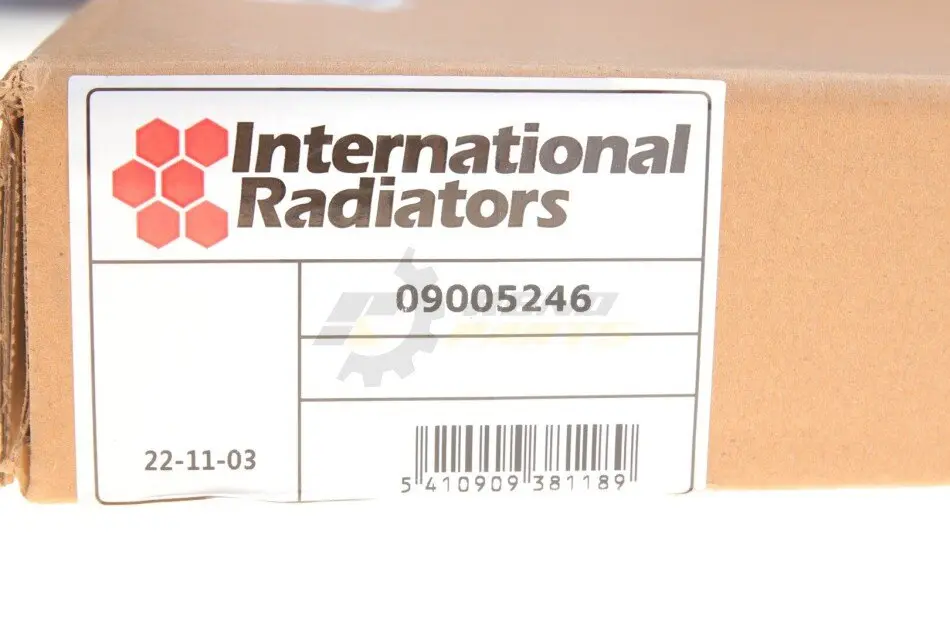 International
Radiators
09005246
22-11-03
5 410909 381189